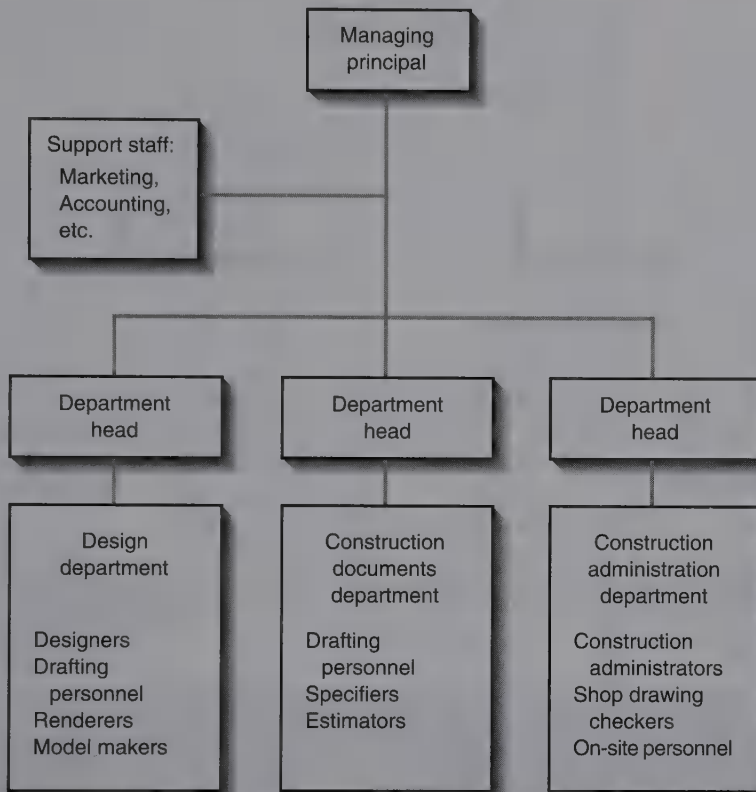 Managing
principal
Support staff:
Marketing,
Accounting,
etc.
Department
head
Department
head
Department
head
Design
department
Designers
Drafting
personnel
Renderers
Model makers
Construction
documents
department
Drafting
personnel
Specifiers
Estimators
Construction
administration
department
Construction
administrators
Shop drawing
checkers
On-site personnel